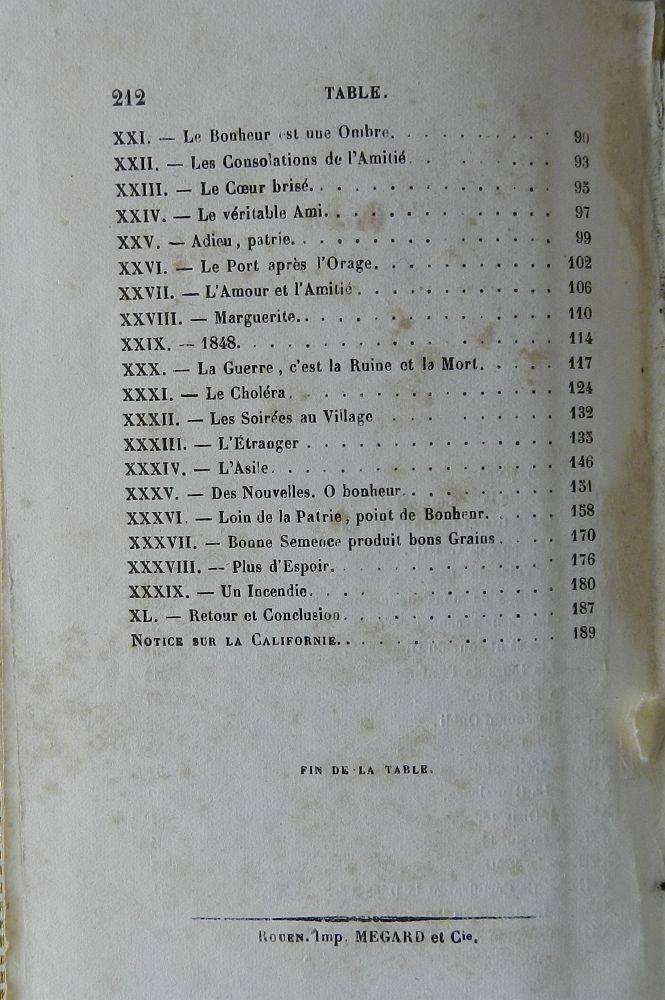 212 TABLE.
XXI. — Le Bonheur est une Ombre. . . . . . . . . . 90
XXII. — Les Consolations de l'Amitié. . . . . . . . 93
XXIII. — Le Cœur brisé. . . . . . . . . . . . . 95
XXIV. — Le véritable Ami. . . . . . . . . . . . 97
XXV. — Adieu, patrie. . . . . . . . . . . . . . 99
XXVI. — Le Port après l'Orage. . . . . . . . . . 102
XXVII. — L'Amour et l'Amitié. . . . . . . . . . 106
XXVIII. — Marguerite. . . . . . . . . . . . . . 110
XXIX. — 1848. . . . . . . . . . . . . . . . . 114
XXX. — La Guerre, c'est la Ruine et la Mort. . . . . 117
XXXI. — Le Choléra. . . . . . . . . . . . . . 124
XXXII. — Les Soirées au Village . . . . . . . . 132
XXXIII. — L'Étranger . . . . . . . . . . . . . 135
XXXIV. — L'Asile. . . . . . . . . . . . . . . 146
XXXV. — Des Nouvelles. O bonheur. . . . . . . . . 151
XXXVI. — Loin de la Patrie, point de Bonheur. . . . . 158
XXXVII. — Bonne Semence produit bons Grains . . . . 170
XXXVIII. — Plus d'Espoir. . . . . . . . . . . . 176
XXXIX. — Un Incendie. . . . . . . . . . . . . 180
XL. — Retour et Conclusion. . . . . . . . . . . 187
NOTICE SUR LA CALIFORNIE. . . . . . . . . . . . 189
FIN DE LA TABLE.
ROUEN. Imp. MEGARD et Cie.